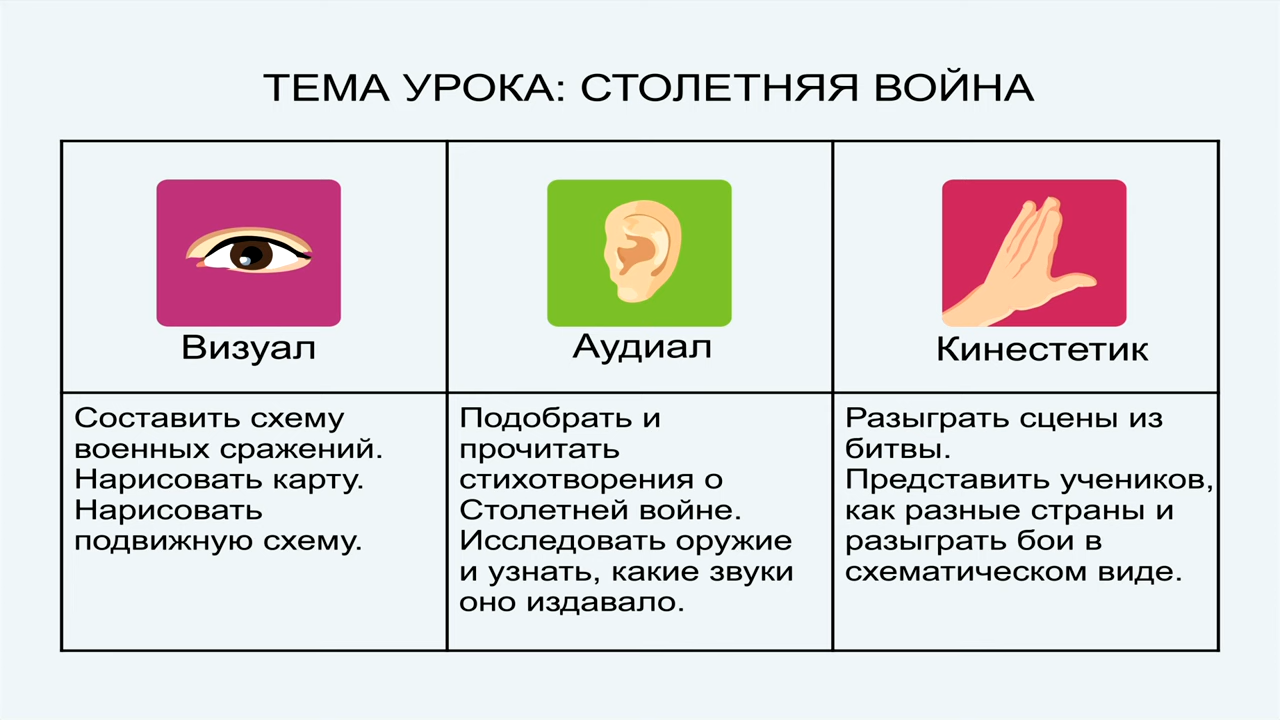 ТЕМА УРОКА: СТОЛЕТНЯЯ ВОЙНА
Визуал
Аудиал
Кинестетик
Составить схему
военных сражений.
Нарисовать карту.
Нарисовать
подвижную схему.
Подобрать и
прочитать
стихотворения о
Столетней войне.
Исследовать оружие
и узнать, какие звуки
оно издавало.
Разыграть сцены из
битвы.
Представить учеников,
как разные страны и
разыграть бои в
схематическом виде.